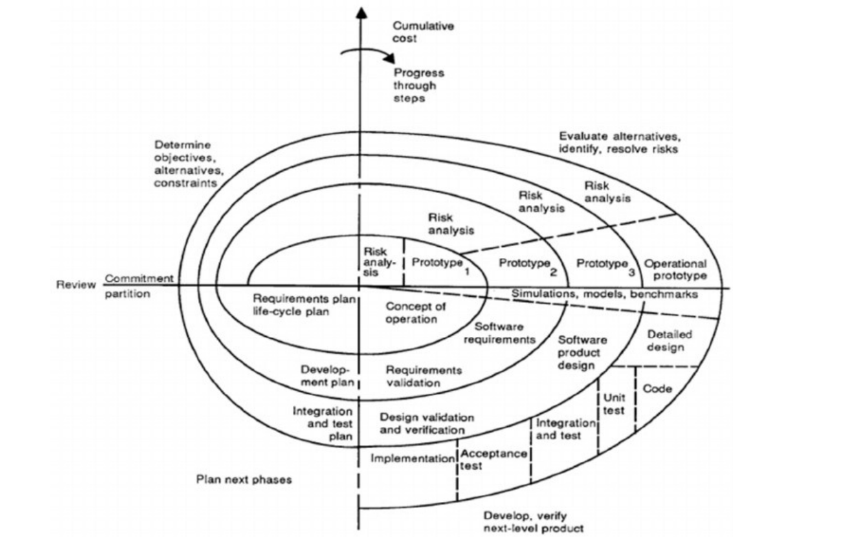 Cumulative
cost
Progress
through
steps
Determine
objectives,
alternatives,
constraints
Evaluate alternatives,
identify, resolve risks
Risk
analysis
Risk
analysis
Risk
analysis
Risk
analy-
sis
Prototype 1
Prototype 2
Prototype 3
Operational
prototype
Review
Commitment
partition
Simulations, models, benchmarks
Requirements plan
life-cycle plan
Concept of
operation
Software
requirements
Software
product
design
Detailed
design
Develop-
ment plan
Requirements
validation
Unit
test
Code
Integration
and test
plan
Design validation
and verification
Integration
and test
Implementation
Acceptance
test
Plan next phases
Develop, verify
next-level product